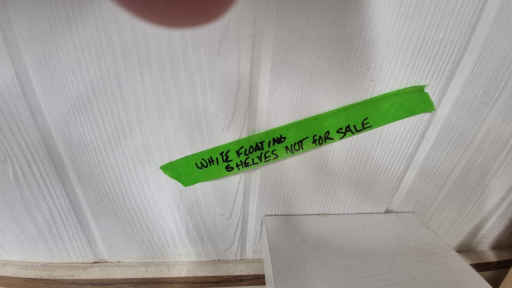 WHITE FLOATING
SHELVES NOT FOR SALE